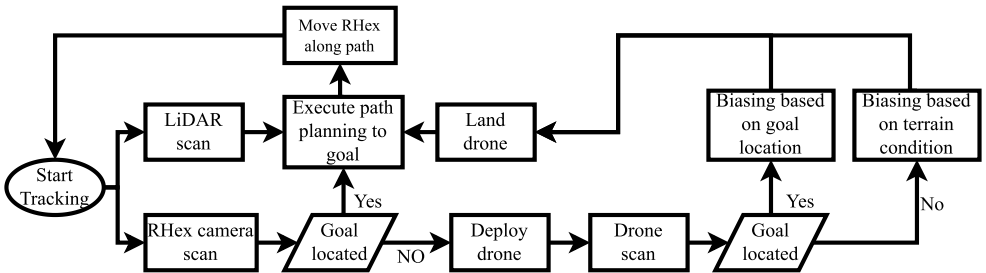 Move RHex
along path
LiDAR
scan
Execute path
planning to
goal
Land
drone
Biasing based
on goal
location
Biasing based
on terrain
condition
Start
Tracking
Yes
Yes
No
RHex camera
scan
Goal
located
NO
Deploy
drone
Drone
scan
Goal
located